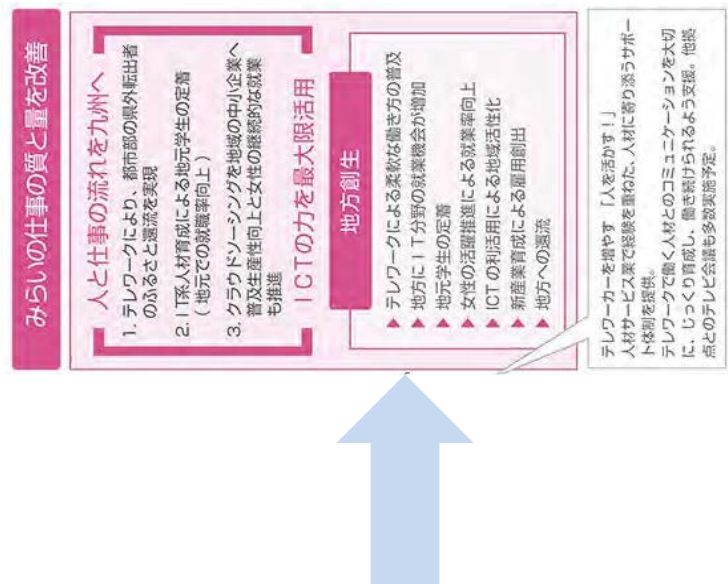 みらいの仕事の質と量を改善
人と仕事の流れを九州へ
1. テレワークにより、都市部の県外転出者
のふるさと還流を実現
2. IT系人材育成による地元学生の定着
（ 地元での就職率向上 ）
3. クラウドソーシングを地域の中小企業へ
普及生産性向上と女性の継続的な就業
も推進
ICTの力を最大限活用
地方創生
▶ テレワークによる柔軟な働き方の普及
▶ 地方にIT分野の就業機会が増加
▶ 地元学生の定着
▶ 女性の活躍推進による就業率向上
▶ ICT の利活用による地域活性化
▶ 新産業育成による雇用創出
▶ 地方への還流
テレワーカーを増やす 「人を活かす！」
人材サービス業で経験を重ねた、人材に寄り添うサポー
ト体制を提供。
テレワークで働く人材とのコミュニケーションを大切
に、じっくり育成し、働き続けられるよう支援。他拠
点とのテレビ会議も多数実施予定。